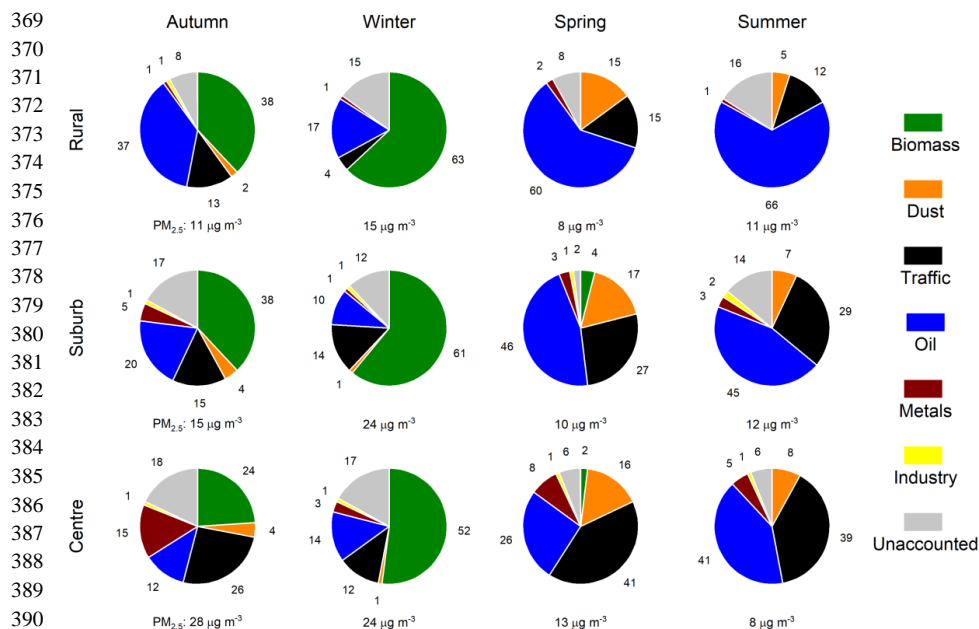 369
370
371
372
373
374
375
376
377
378
379
380
381
382
383
384
385
386
387
388
389
390
Autumn Winter Spring Summer
Rural
1 1 8 38 2 13 37
15 63 4 17 1
2 8 15 15 60
16 5 12 66 1
PM2.5: 11 μg m-3 15 μg m-3 8 μg m-3 11 μg m-3
Suburb
17 38 4 15 20 5 1
12 61 1 14 10 1 1
3 1 2 4 17 27 46
14 7 29 45 3 2
PM2.5: 15 μg m-3 24 μg m-3 10 μg m-3 12 μg m-3
Centre
18 24 4 26 12 15 1
17 52 1 12 14 3 1
8 1 6 2 16 41 26
5 1 6 8 39 41
PM2.5: 28 μg m-3 24 μg m-3 13 μg m-3 8 μg m-3
Biomass
Dust
Traffic
Oil
Metals
Industry
Unaccounted